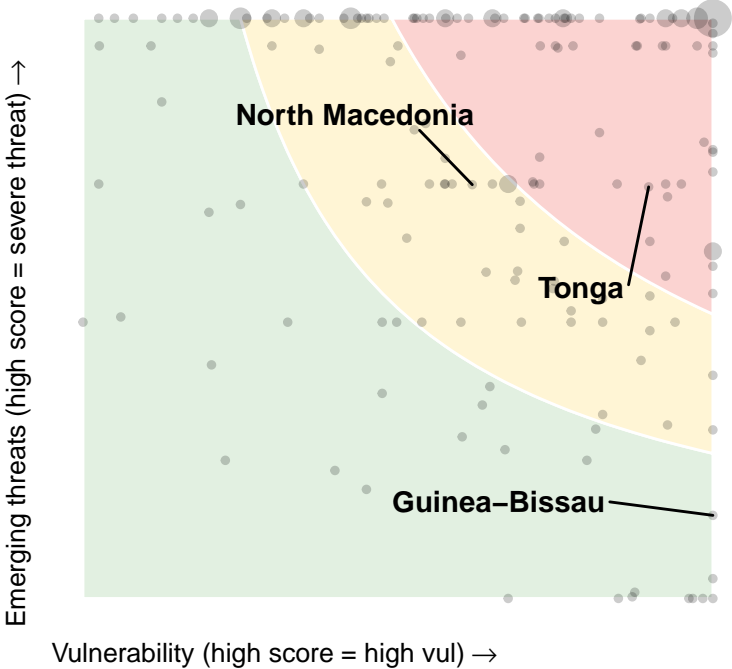 North Macedonia
Tonga
Guinea–Bissau
Emerging threats (high score = severe threat) →
Vulnerability (high score = high vul) →